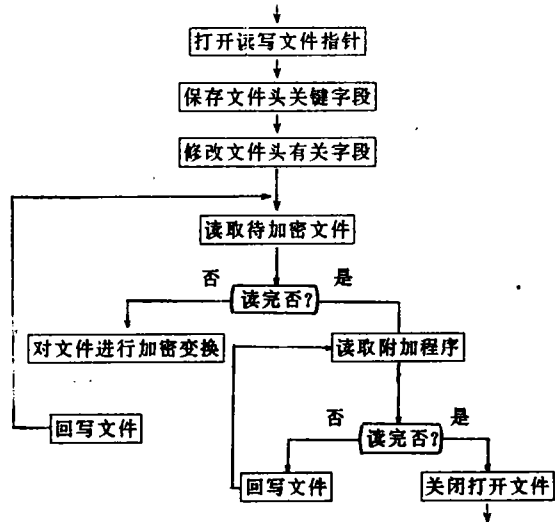 打开读写文件指针
保存文件头关键字段
修改文件头有关字段
读取待加密文件
否
是
读完否?
对文件进行加密变换
读取附加程序
否
是
回写文件
读完否?
回写文件
关闭打开文件